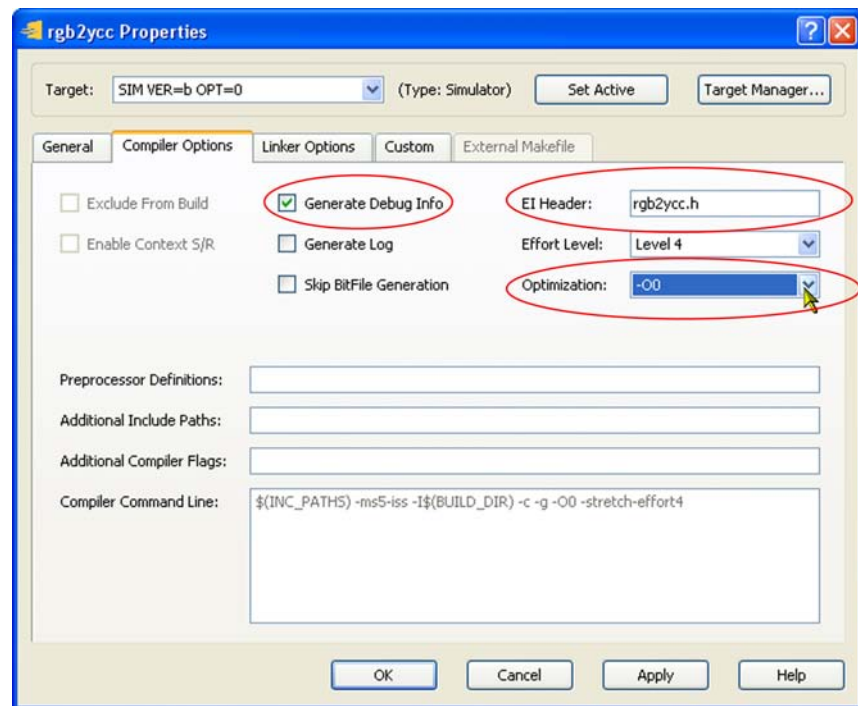 rgb2ycc Properties
Target: SIM VER=b OPT=0 (Type: Simulator) Set Active Target Manager...
General Compiler Options Linker Options Custom External Makefile
Exclude From Build Generate Debug Info EI Header: rgb2ycc.h
Enable Context S/R Generate Log Effort Level: Level 4
Skip BitFile Generation Optimization: -O0
Preprocessor Definitions:
Additional Include Paths:
Additional Compiler Flags:
Compiler Command Line: $(INC_PATHS) -ms5-iss -I$(BUILD_DIR) -c -g -O0 -stretch-effort4
OK Cancel Apply Help